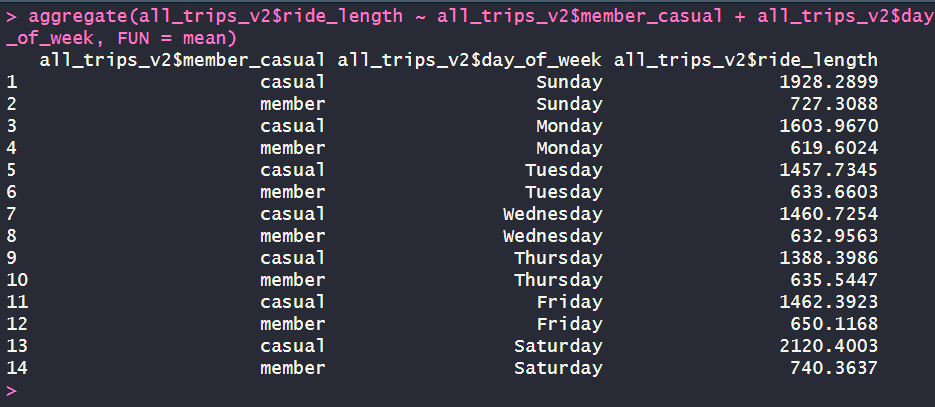 > aggregate(all_trips_v2$ride_length ~ all_trips_v2$member_casual + all_trips_v2$day
_of_week, FUN = mean)
all_trips_v2$member_casual all_trips_v2$day_of_week all_trips_v2$ride_length
1 casual Sunday 1928.2899
2 member Sunday 727.3088
3 casual Monday 1603.9670
4 member Monday 619.6024
5 casual Tuesday 1457.7345
6 member Tuesday 633.6603
7 casual Wednesday 1460.7254
8 member Wednesday 632.9563
9 casual Thursday 1388.3986
10 member Thursday 635.5447
11 casual Friday 1462.3923
12 member Friday 650.1168
13 casual Saturday 2120.4003
14 member Saturday 740.3637
>